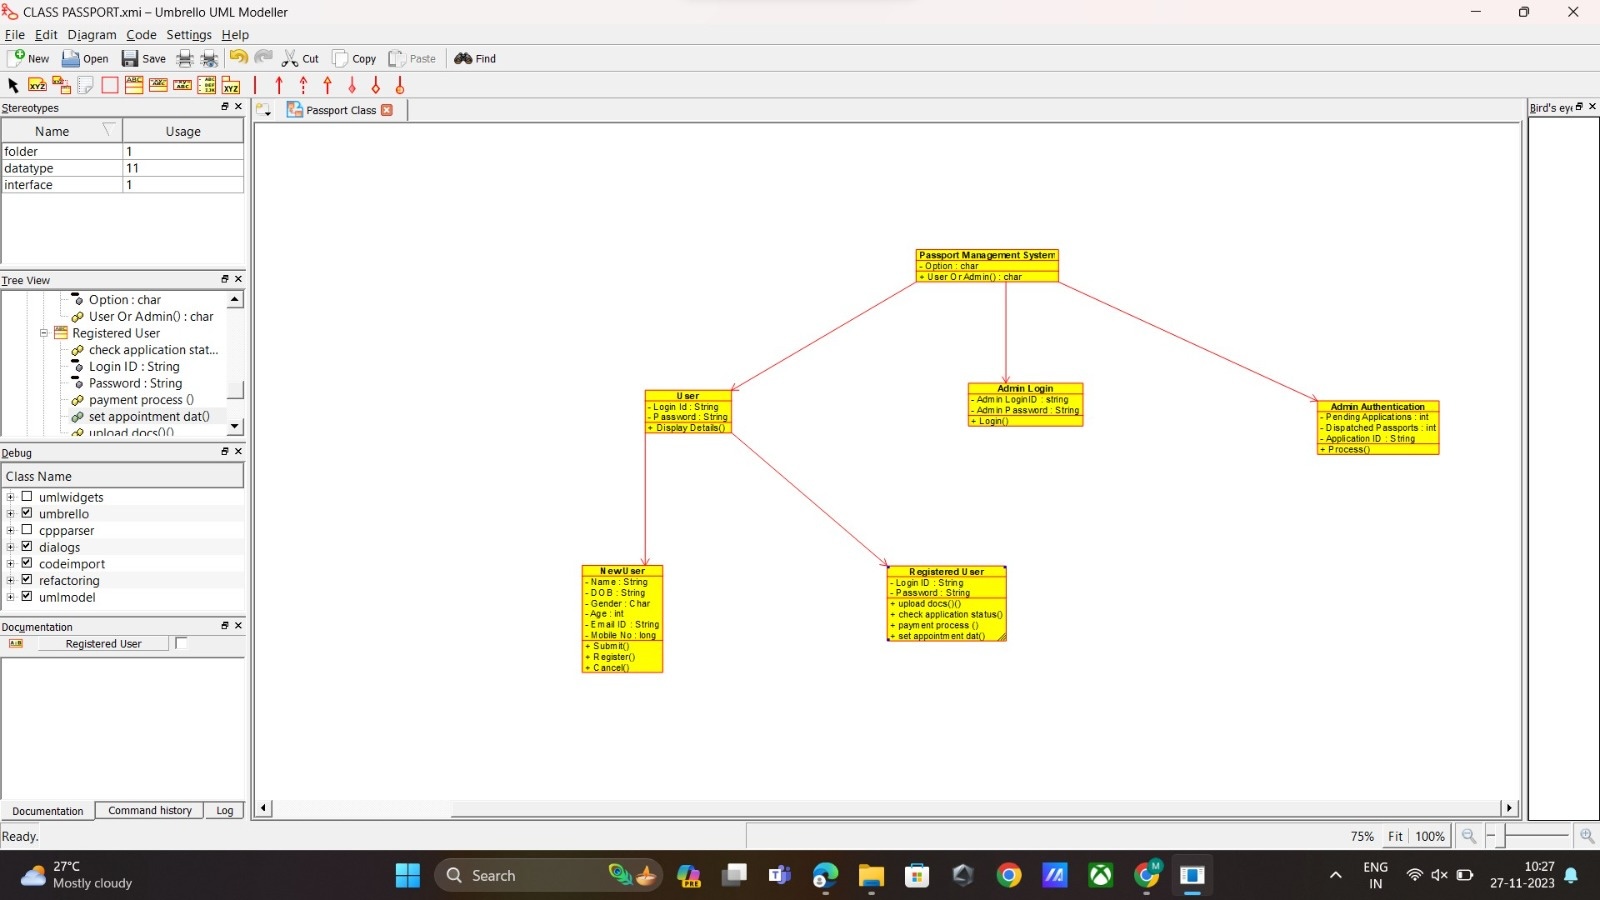 CLASS PASSPORT.xmi – Umbrello UML Modeller
File Edit Diagram Code Settings Help
New Open Save Cut Copy Paste Find
Stereotypes
Name Usage
folder 1
datatype 11
interface 1
Tree View
Option : char
User Or Admin() : char
Registered User
check application stat...
Login ID : String
Password : String
payment process ()
set appointment dat()
upload docs()()
Debug
Class Name
umlwidgets
umbrello
cppparser
dialogs
codeimport
refactoring
umlmodel
Documentation
Registered User
Documentation Command history Log
Ready.
Passport Class
Passport Management System
- Option : char
+ User Or Admin() : char
User
- Login Id : String
- Password : String
+ Display Details()
Admin Login
- Admin LoginID : string
- Admin Password : String
+ Login()
Admin Authentication
- Pending Applications : int
- Dispatched Passports : int
- Application ID : String
+ Process()
NewUser
- Name : String
- DOB : String
- Gender : Char
- Age : int
- Email ID : String
- Mobile No : long
+ Submit()
+ Register()
+ Cancel()
Registered User
- Login ID : String
- Password : String
+ upload docs()()
+ check application status()
+ payment process ()
+ set appointment dat()
Bird's eye
75% Fit 100%
27°C
Mostly cloudy
Search
PRE
ENG
IN
10:27
27-11-2023